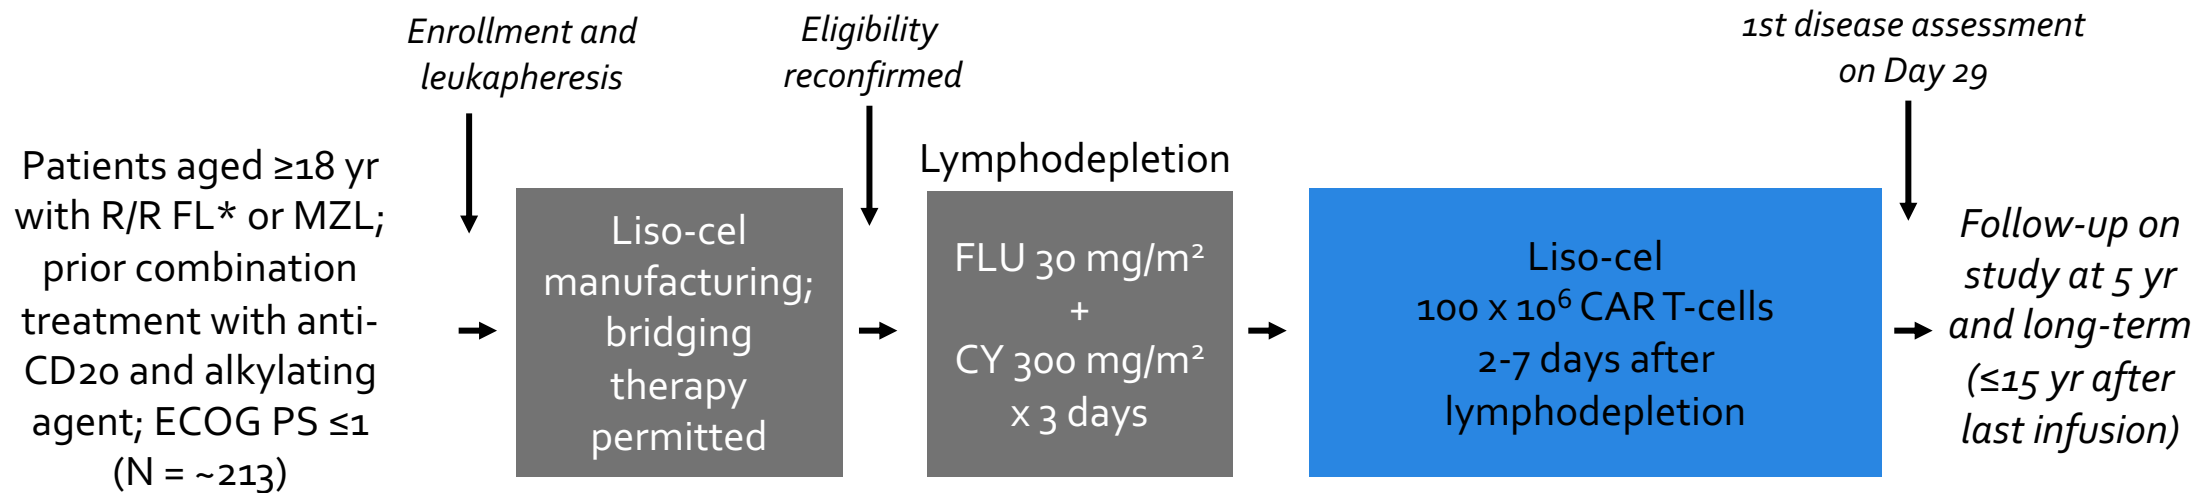 Enrollment and
leukapheresis
Eligibility
reconfirmed
1st disease assessment
on Day 29
Patients aged ≥18 yr
with R/R FL* or MZL;
prior combination
treatment with anti-
CD20 and alkylating
agent; ECOG PS ≤1
(N = ~213)
Liso-cel
manufacturing;
bridging
therapy
permitted
Lymphodepletion
FLU 30 mg/m²
+
CY 300 mg/m²
x 3 days
Liso-cel
100 x 10⁶ CAR T-cells
2-7 days after
lymphodepletion
Follow-up on
study at 5 yr
and long-term
(≤15 yr after
last infusion)